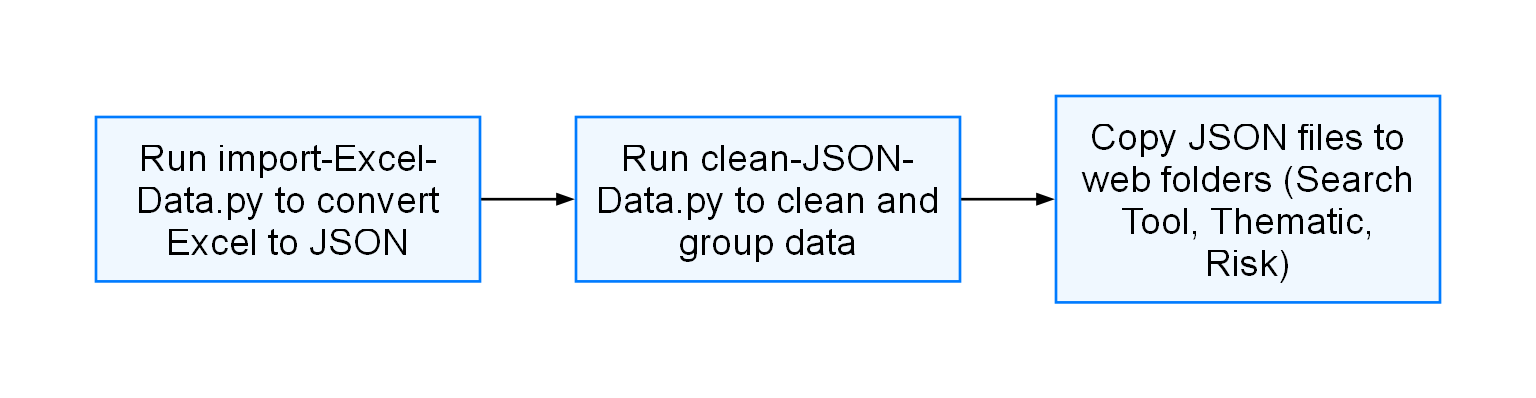 Run import-Excel-
Data.py to convert
Excel to JSON
Run clean-JSON-
Data.py to clean and
group data
Copy JSON files to
web folders (Search
Tool, Thematic,
Risk)